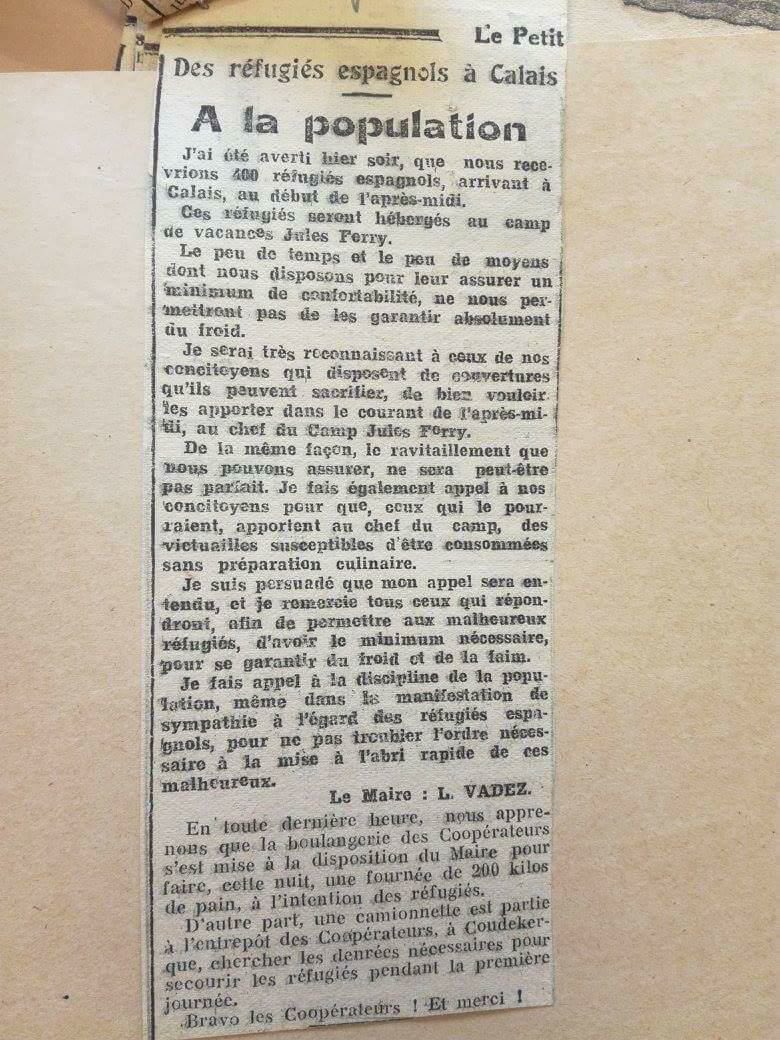 Le Petit
Des réfugiés espagnols à Calais
A la population
J'ai été averti hier soir, que nous rece-
vrions 400 réfugiés espagnols, arrivant à
Calais, au début de l'après-midi.
Ces réfugiés seront hébergés au camp
de vacances Jules Ferry.
Le peu de temps et le peu de moyens
dont nous disposons pour leur assurer un
minimum de confortabilité, ne nous per-
mettront pas de les garantir absolument
du froid.
Je serai très reconnaissant à ceux de nos
concitoyens qui disposent de couvertures
qu'ils peuvent sacrifier, de bien vouloir
les apporter dans le courant de l'après-mi-
di, au chef du Camp Jules Ferry.
De la même façon, le ravitaillement que
nous pouvons assurer, ne sera peut-être
pas parfait. Je fais également appel à nos
concitoyens pour que, ceux qui le pour-
raient, apportent au chef du camp, des
victuailles susceptibles d'être consommées
sans préparation culinaire.
Je suis persuadé que mon appel sera en-
tendu, et je remercie tous ceux qui répon-
dront, afin de permettre aux malheureux
réfugiés, d'avoir le minimum nécessaire,
pour se garantir du froid et de la faim.
Je fais appel à la discipline de la popu-
lation, même dans la manifestation de
sympathie à l'égard des réfugiés espa-
gnols, pour ne pas troubler l'ordre néces-
saire à la mise à l'abri rapide de ces
malheureux.
Le Maire : L. VADEZ.
En toute dernière heure, nous appre-
nons que la boulangerie des Coopérateurs
s'est mise à la disposition du Maire pour
faire, cette nuit, une fournée de 200 kilos
de pain, à l'intention des réfugiés.
D'autre part, une camionnette est partie
à l'entrepôt des Coopérateurs, à Coudeker-
que, chercher les denrées nécessaires pour
secourir les réfugiés pendant la première
journée.
Bravo les Coopérateurs ! Et merci !